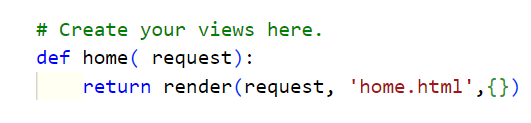 # Create your views here.
def home( request):
    return render(request, 'home.html',{})